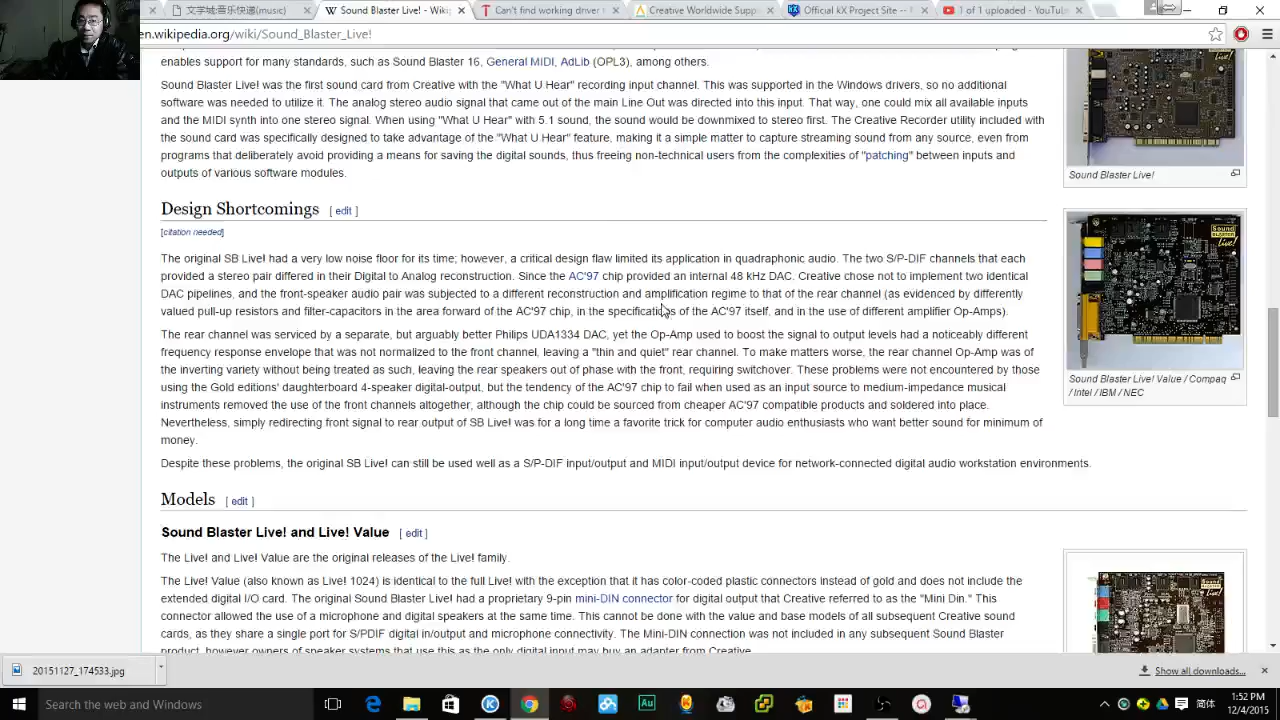 文学城:音乐快递(music)
Sound Blaster Live! - Wiki
Can't find working driver
Creative Worldwide Supp
Official KX Project Site --
1 of 1 uploaded - YouTube
en.wikipedia.org/wiki/Sound_Blaster_Live!
enables support for many standards, such as Sound Blaster 16, General MIDI, AdLib (OPL3), among others.
Sound Blaster Live! was the first sound card from Creative with the "What U Hear" recording input channel. This was supported in the Windows drivers, so no additional
software was needed to utilize it. The analog stereo audio signal that came out of the main Line Out was directed into this input. That way, one could mix all available inputs
and the MIDI synth into one stereo signal. When using "What U Hear" with 5.1 sound, the sound would be downmixed to stereo first. The Creative Recorder utility included with
the sound card was specifically designed to take advantage of the "What U Hear" feature, making it a simple matter to capture streaming sound from any source, even from
programs that deliberately avoid providing a means for saving the digital sounds, thus freeing non-technical users from the complexities of "patching" between inputs and
outputs of various software modules.
Sound Blaster Live!
Design Shortcomings [ edit ]
[citation needed]
The original SB Live! had a very low noise floor for its time; however, a critical design flaw limited its application in quadraphonic audio. The two S/P-DIF channels that each
provided a stereo pair differed in their Digital to Analog reconstruction. Since the AC'97 chip provided an internal 48 kHz DAC. Creative chose not to implement two identical
DAC pipelines, and the front-speaker audio pair was subjected to a different reconstruction and amplification regime to that of the rear channel (as evidenced by differently
valued pull-up resistors and filter-capacitors in the area forward of the AC'97 chip, in the specifications of the AC'97 itself, and in the use of different amplifier Op-Amps).
The rear channel was serviced by a separate, but arguably better Philips UDA1334 DAC, yet the Op-Amp used to boost the signal to output levels had a noticeably different
frequency response envelope that was not normalized to the front channel, leaving a "thin and quiet" rear channel. To make matters worse, the rear channel Op-Amp was of
the inverting variety without being treated as such, leaving the rear speakers out of phase with the front, requiring switchover. These problems were not encountered by those
using the Gold editions' daughterboard 4-speaker digital-output, but the tendency of the AC'97 chip to fail when used as an input source to medium-impedance musical
instruments removed the use of the front channels altogether, although the chip could be sourced from cheaper AC'97 compatible products and soldered into place.
Nevertheless, simply redirecting front signal to rear output of SB Live! was for a long time a favorite trick for computer audio enthusiasts who want better sound for minimum of
money.
Sound Blaster Live! Value / Compaq
/ Intel / IBM / NEC
Despite these problems, the original SB Live! can still be used well as a S/P-DIF input/output and MIDI input/output device for network-connected digital audio workstation environments.
Models [ edit ]
Sound Blaster Live! and Live! Value [ edit ]
The Live! and Live! Value are the original releases of the Live! family.
The Live! Value (also known as Live! 1024) is identical to the full Live! with the exception that it has color-coded plastic connectors instead of gold and does not include the
extended digital I/O card. The original Sound Blaster Live! had a proprietary 9-pin mini-DIN connector for digital output that Creative referred to as the "Mini Din." This
connector allowed the use of a microphone and digital speakers at the same time. This cannot be done with the value and base models of all subsequent Creative sound
cards, as they share a single port for S/PDIF digital in/output and microphone connectivity. The Mini-DIN connection was not included in any subsequent Sound Blaster
product, however owners of speaker systems that use this as the only digital input may buy an adapter from Creative.
20151127_174533.jpg
Show all downloads...
Search the web and Windows
Au
简体
1:52 PM
12/4/2015